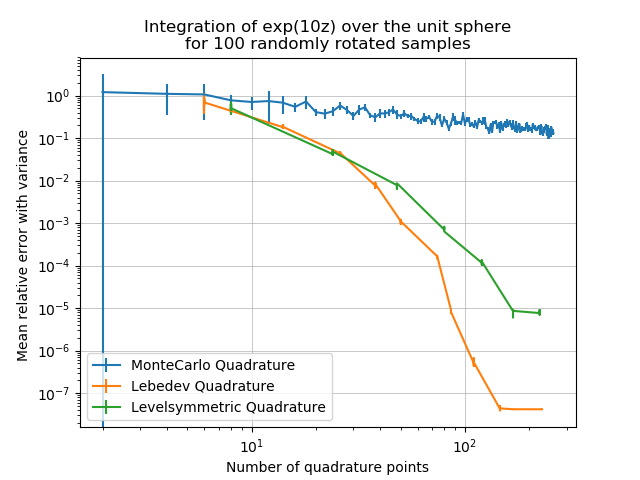 Integration of exp(10z) over the unit sphere
for 100 randomly rotated samples
Mean relative error with variance
10⁰
10⁻¹
10⁻²
10⁻³
10⁻⁴
10⁻⁵
10⁻⁶
10⁻⁷
MonteCarlo Quadrature
Lebedev Quadrature
Levelsymmetric Quadrature
10¹ 10²
Number of quadrature points